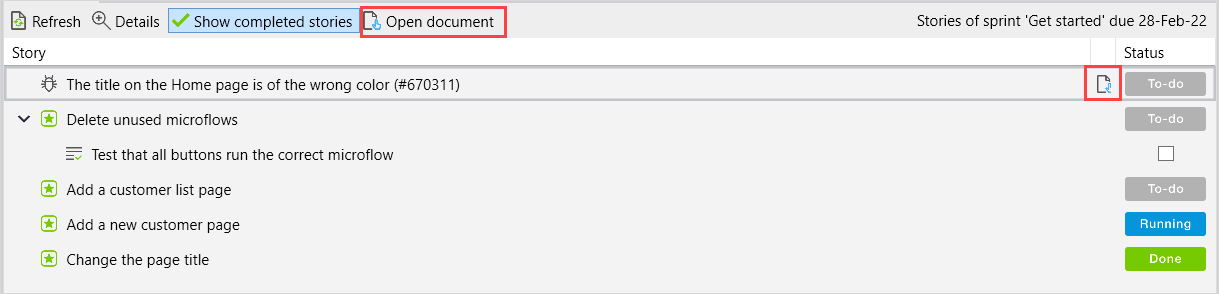 Refresh Details Show completed stories Open document Stories of sprint 'Get started' due 28-Feb-22
Story Status
The title on the Home page is of the wrong color (#670311) To-do
Delete unused microflows To-do
Test that all buttons run the correct microflow
Add a customer list page To-do
Add a new customer page Running
Change the page title Done